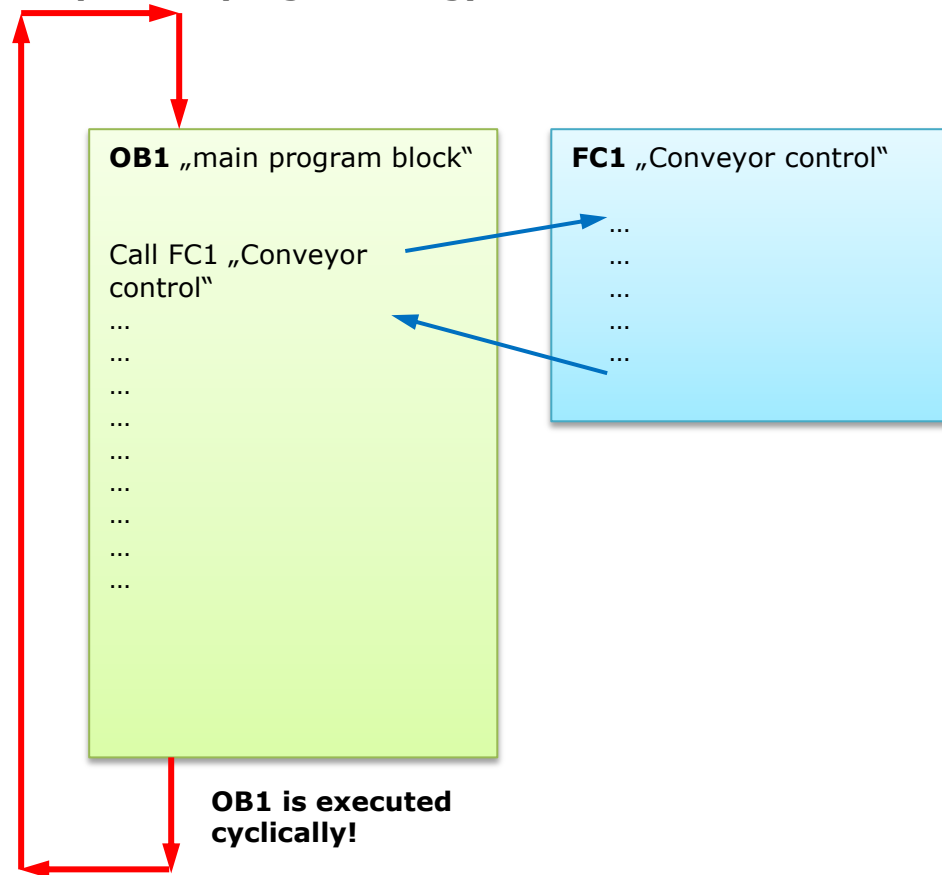 OB1 „main program block“
Call FC1 „Conveyor
control“
…
…
…
…
…
…
…
…
…
FC1 „Conveyor control“
…
…
…
…
…
OB1 is executed
cyclically!